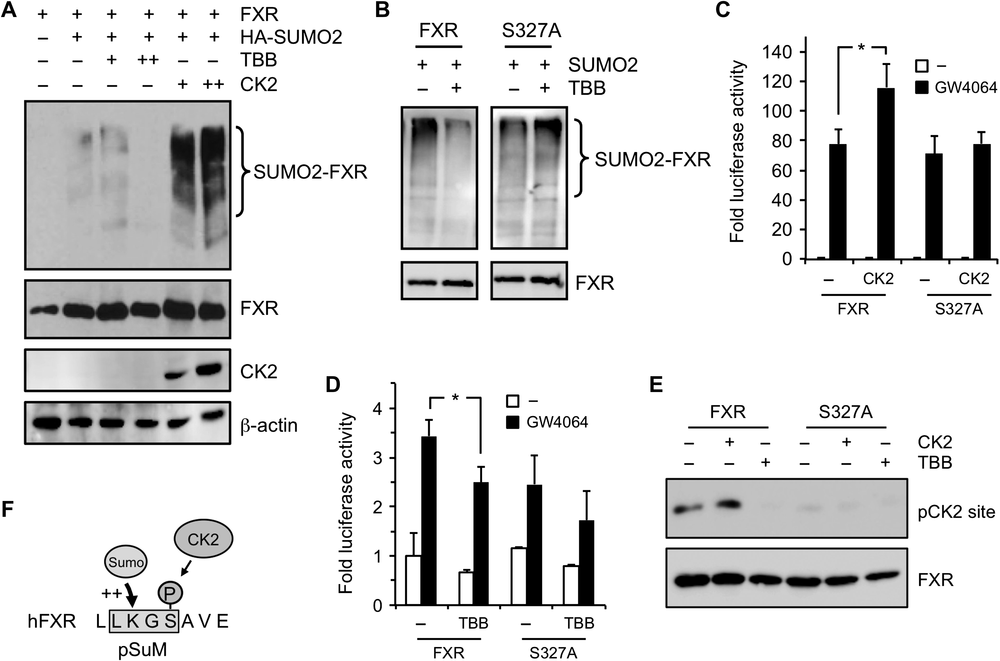 A
+ + + + + + FXR
– + + + + + HA-SUMO2
– – + ++ – – TBB
– – – – + ++ CK2
SUMO2-FXR
FXR
CK2
β-actin
B
FXR S327A
+ + + + SUMO2
– + – + TBB
SUMO2-FXR
FXR
C
Fold luciferase activity
140
120
100
80
60
40
20
0
*
–
GW4064
– CK2 – CK2
FXR S327A
D
Fold luciferase activity
4
3
2
1
0
*
–
GW4064
– TBB – TBB
FXR S327A
E
FXR S327A
– + – – + – CK2
– – + – – + TBB
pCK2 site
FXR
F
CK2
Sumo
++
P
hFXR L L K G S A V E
pSuM